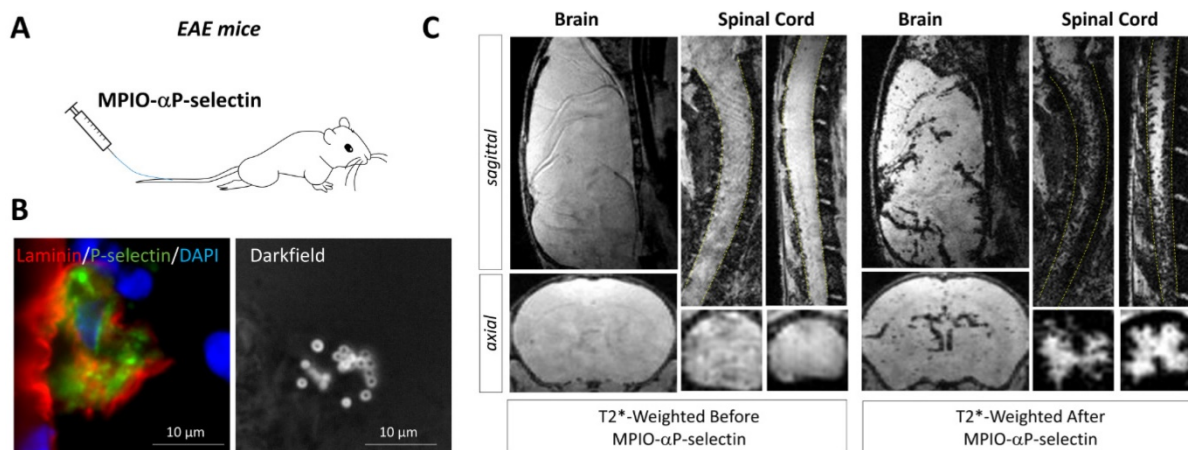 A
EAE mice
MPIO-αP-selectin
B
Laminin/P-selectin/DAPI
Darkfield
10 µm
10 µm
C
Brain
Spinal Cord
Brain
Spinal Cord
sagittal
axial
T2*-Weighted Before
MPIO-αP-selectin
T2*-Weighted After
MPIO-αP-selectin